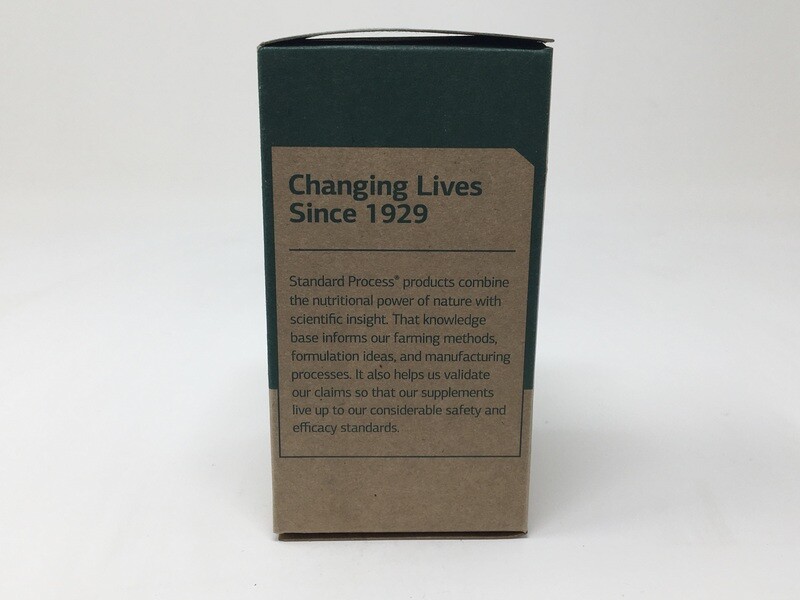 Changing Lives
Since 1929
Standard Process® products combine
the nutritional power of nature with
scientific insight. That knowledge
base informs our farming methods,
formulation ideas, and manufacturing
processes. It also helps us validate
our claims so that our supplements
live up to our considerable safety and
efficacy standards.